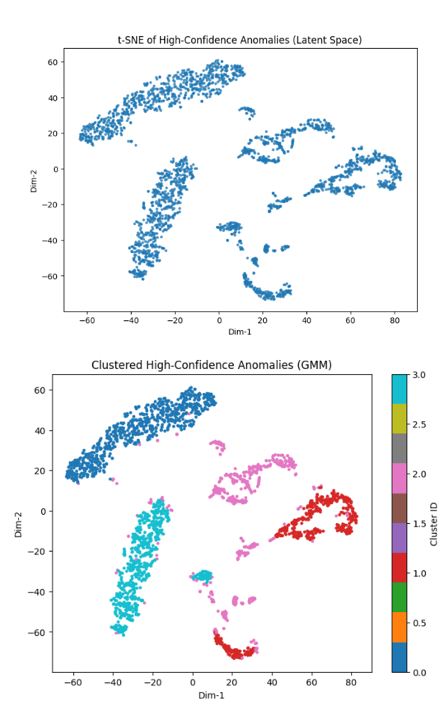 t-SNE of High-Confidence Anomalies (Latent Space)
60
40
20
0
−20
−40
−60
Dim-2
−60 −40 −20 0 20 40 60 80
Dim-1
Clustered High-Confidence Anomalies (GMM)
60
40
20
0
−20
−40
−60
Dim-2
−60 −40 −20 0 20 40 60 80
Dim-1
3.0
2.5
2.0
1.5
1.0
0.5
0.0
Cluster ID